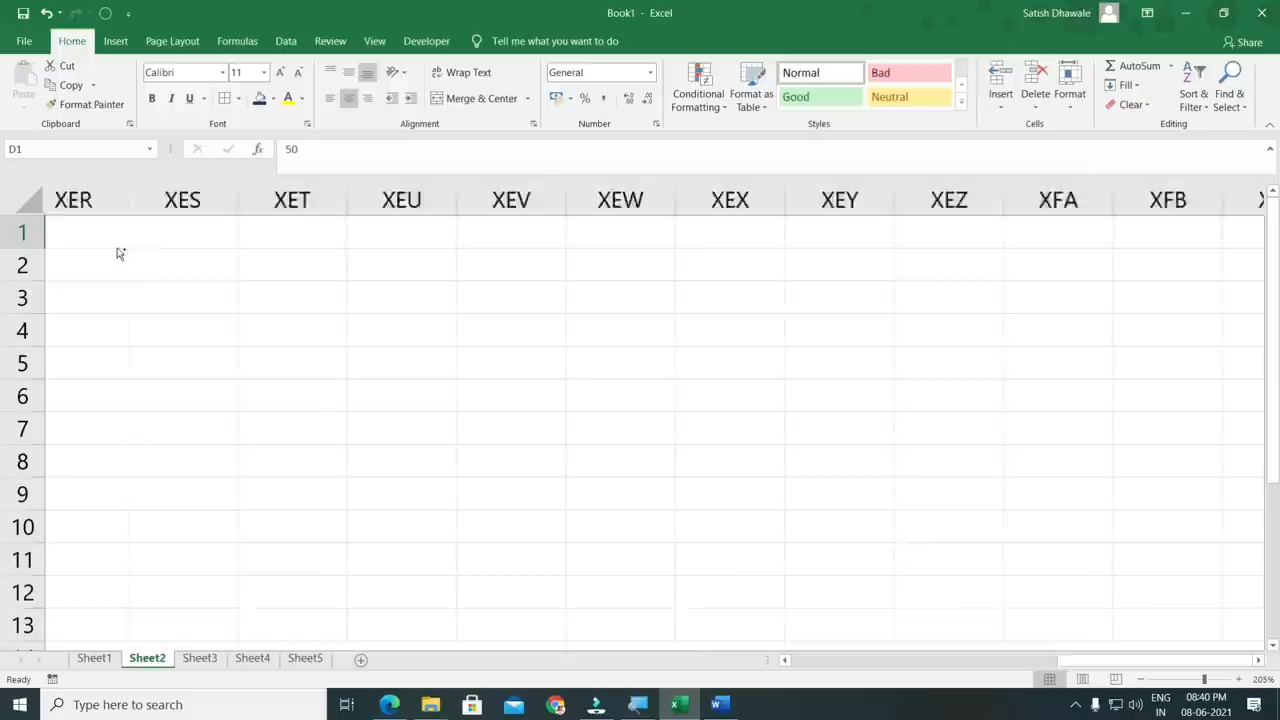 Book1 - Excel
Satish Dhawale
File Home Insert Page Layout Formulas Data Review View Developer Tell me what you want to do Share
Paste
Cut
Copy
Format Painter
Clipboard
Calibri 11
B I U
Font
Wrap Text
Merge & Center
Alignment
General
%
Number
Conditional Formatting
Format as Table
Normal Bad
Good Neutral
Styles
Insert Delete Format
Cells
AutoSum
Fill
Clear
Sort & Filter
Find & Select
Editing
D1 fx 50
XER XES XET XEU XEV XEW XEX XEY XEZ XFA XFB
1
2
3
4
5
6
7
8
9
10
11
12
13
Sheet1 Sheet2 Sheet3 Sheet4 Sheet5
Ready 205%
Type here to search
ENG
IN
08:40 PM
08-06-2021